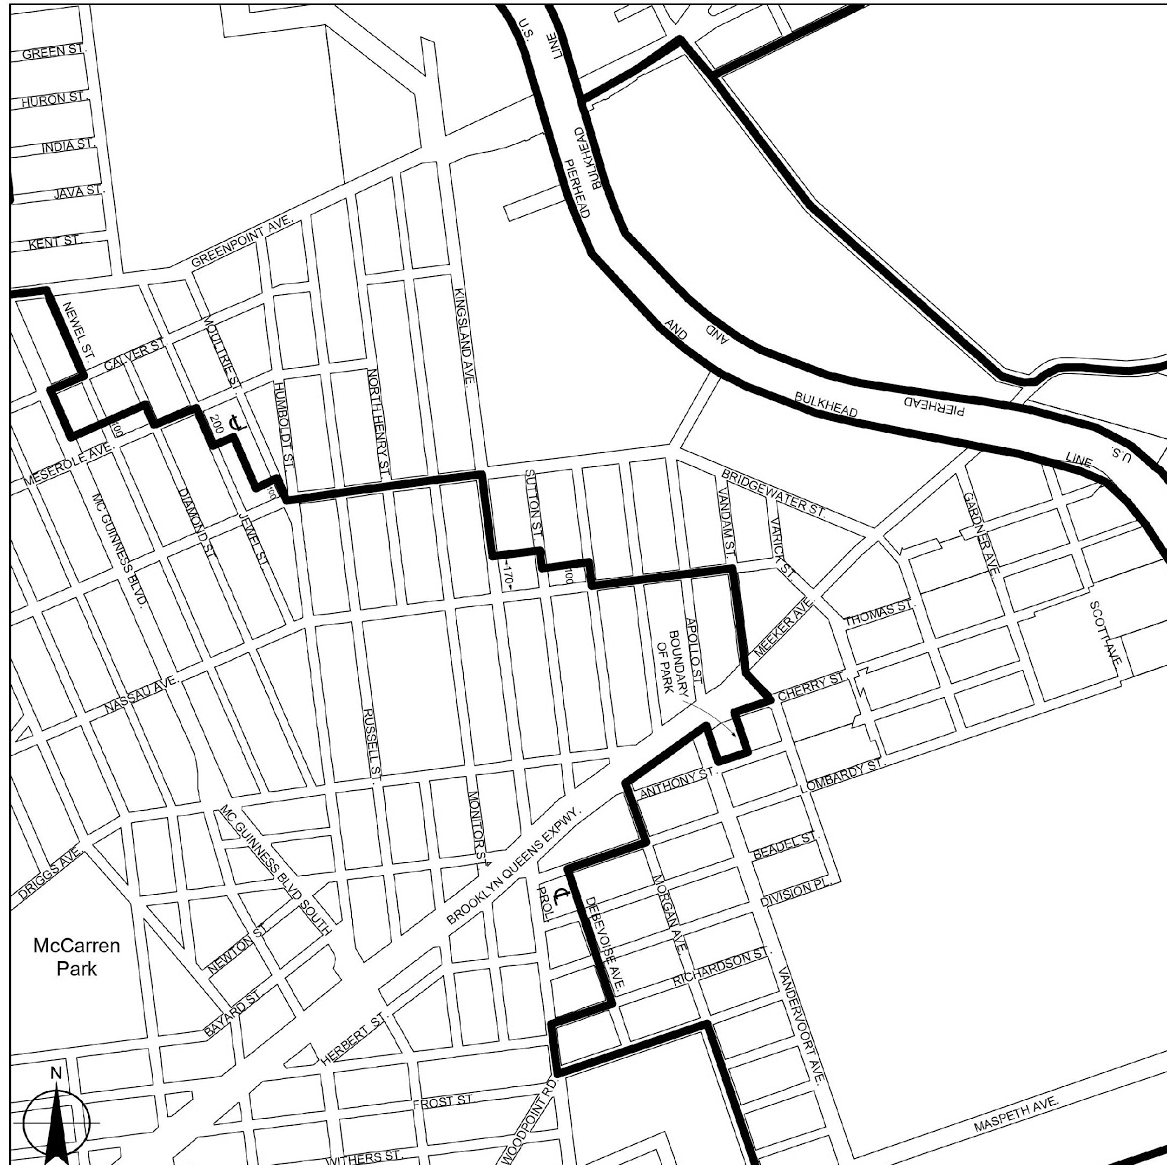 U.S.
LINE
GREEN ST.
HURON ST.
INDIA ST.
JAVA ST.
KENT ST.
BULKHEAD
PIERHEAD
GREENPOINT AVE.
NEWEL ST.
CALYER ST.
MOULTRIE ST.
KINGSLAND AVE.
AND
AND
HUMBOLDT ST.
NORTH HENRY ST.
BULKHEAD
PIERHEAD
200
100
MESEROLE AVE.
U.S.
LINE
MC GUINNESS BLVD.
DIAMOND ST.
JEWEL ST.
SUTTON ST.
BRIDGEWATER ST
VANDAM ST.
VARICK ST.
GARDNER AVE.
170
100
THOMAS ST.
SCOTT AVE.
MEEKER AVE.
APOLLO ST.
BOUNDARY
OF PARK
CHERRY ST.
NASSAU AVE.
RUSSELL S
ANTHONY ST.
LOMBARDY ST.
MC GUINNESS BLVD SOUTH
MONITOR S
BROOKLYN QUEENS EXPWY.
BEADEL ST.
DRIGGS AVE.
DIVISION PL.
PROL.
DEBEVOISE AVE.
MORGAN AVE.
McCarren
Park
NEWTON ST
RICHARDSON ST.
VANDERVOORT AVE.
BAYARD ST.
HERBERT ST.
N
FROST ST.
WOODPOINT RD.
MASPETH AVE.
WITHERS ST.